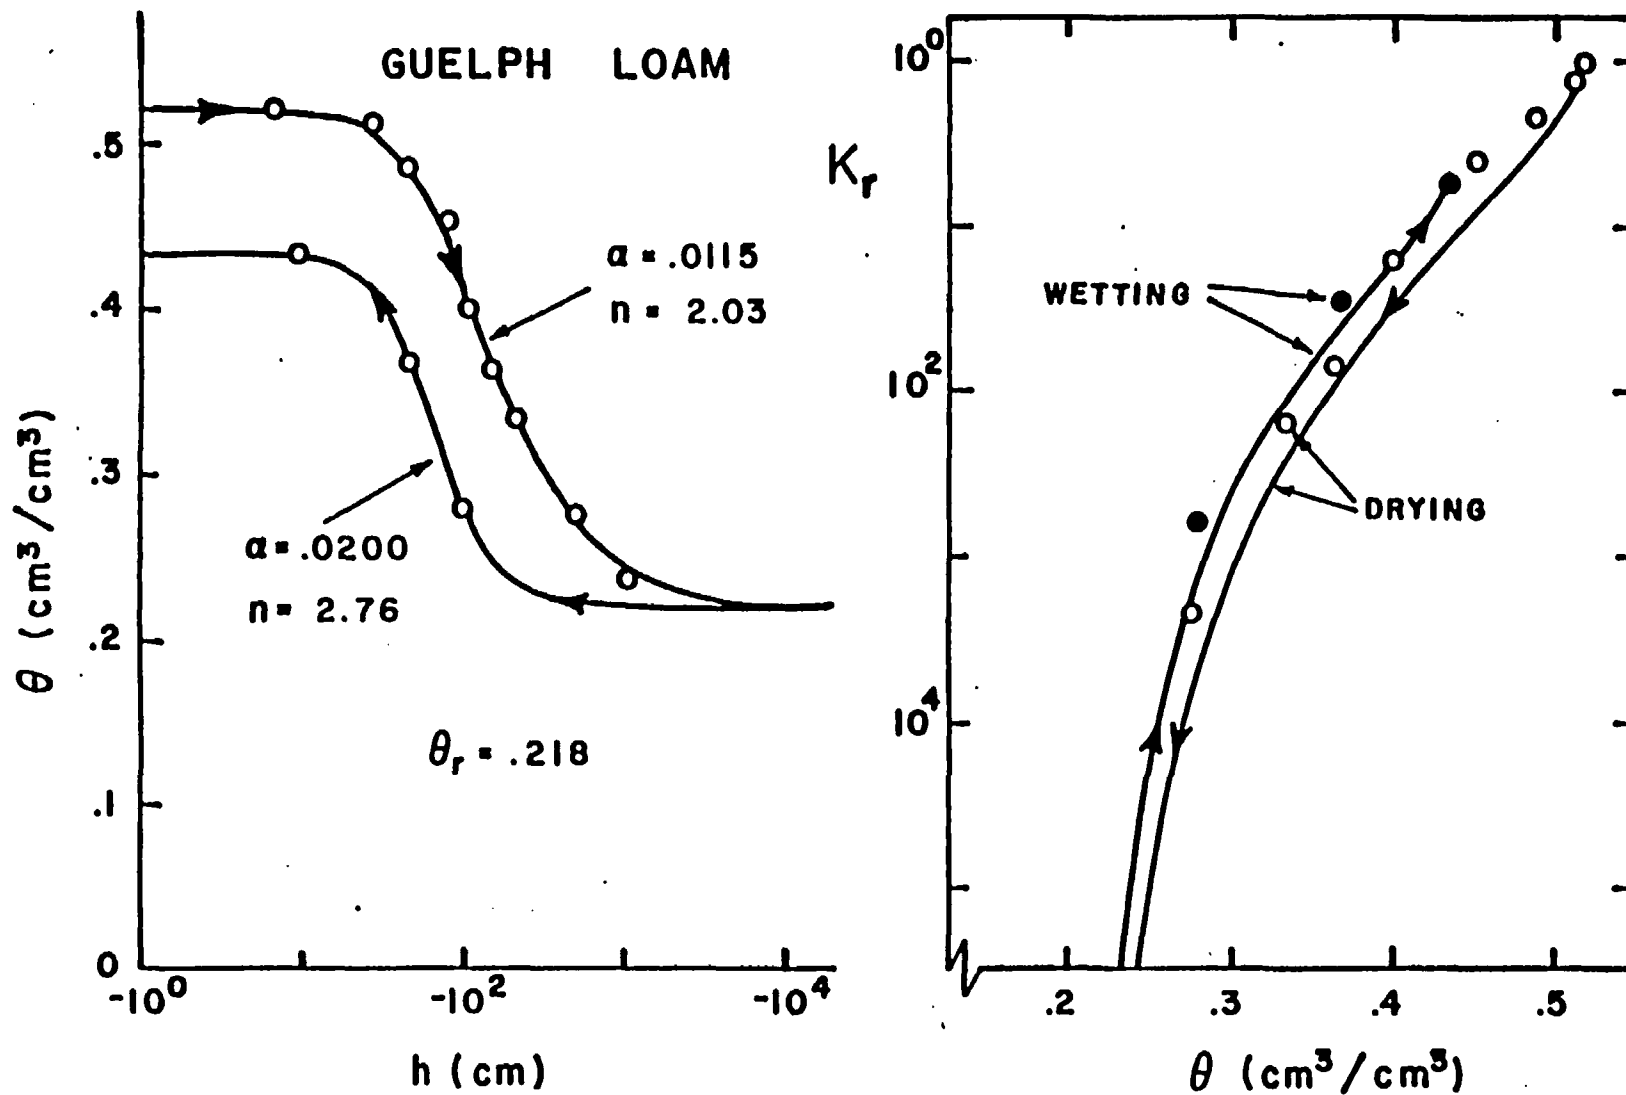 GUELPH LOAM
.5
.4
.3
.2
.1
0
θ (cm³/cm³)
α = .0115
n = 2.03
α = .0200
n = 2.76
θr = .218
-10⁰
-10²
-10⁴
h (cm)
Kr
10⁰
10²
10⁴
WETTING
DRYING
.2
.3
.4
.5
θ (cm³/cm³)